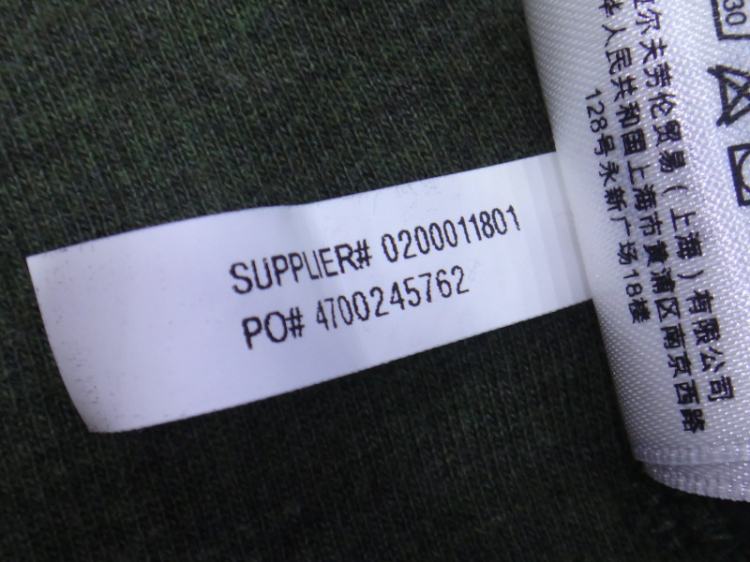 SUPPLIER# 0200011801
PO# 4700245762
尔夫劳伦贸易（上海）有限公司
人民共和国上海市黄浦区南京西路
128号永新广场18楼
30